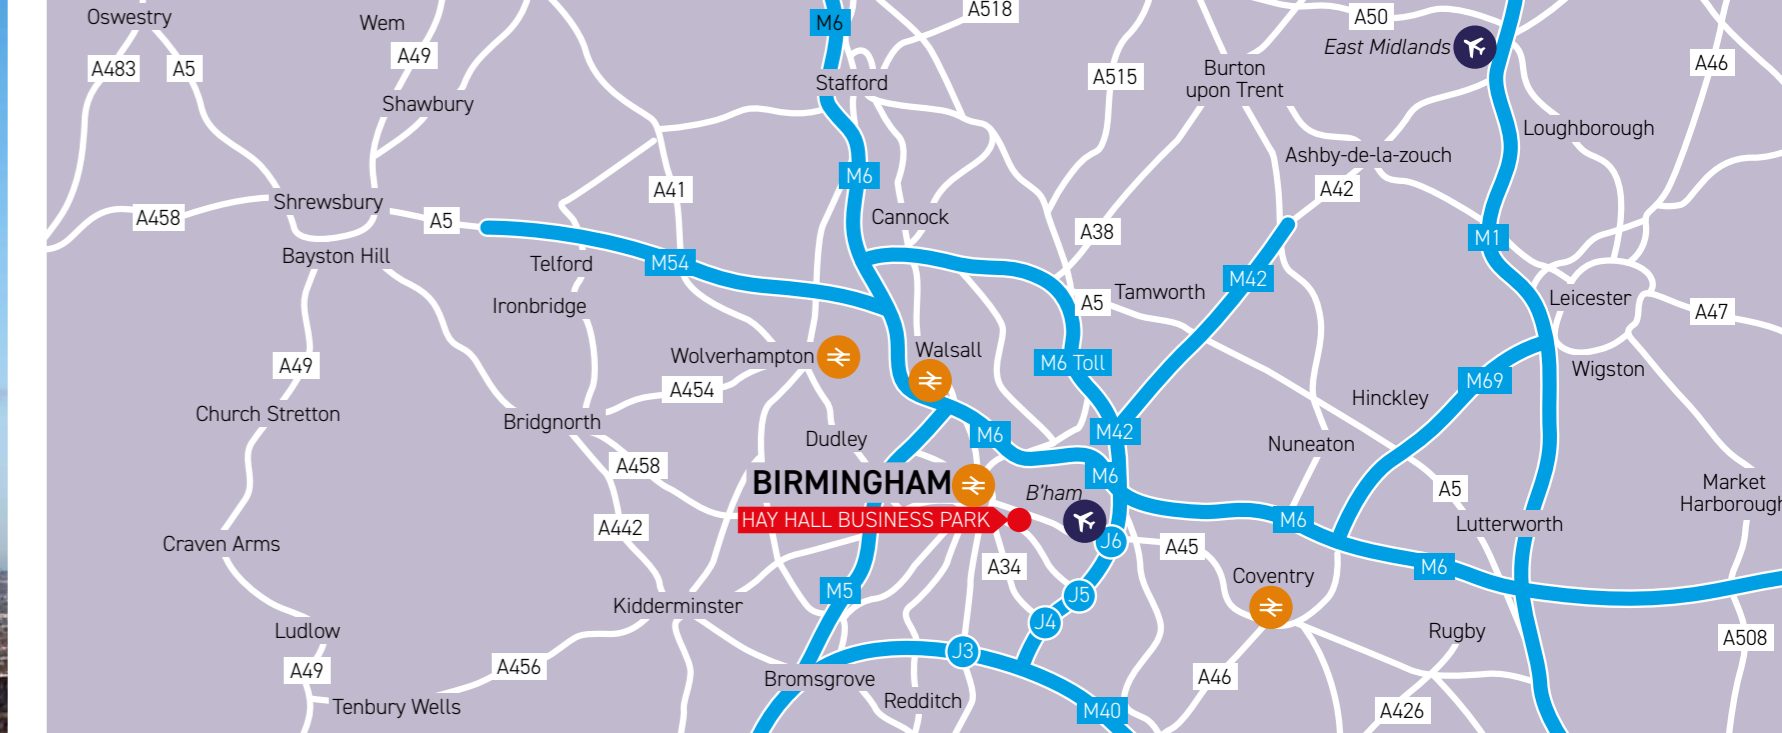 Oswestry
Wem
M6
A518
A50
East Midlands
A483
A5
A49
Stafford
A515
Burton
upon Trent
A46
Shawbury
Loughborough
Ashby-de-la-zouch
A41
M6
A42
Shrewsbury
A458
A5
Cannock
A38
M1
Bayston Hill
Telford
M54
M42
Ironbridge
A5
Tamworth
Leicester
A47
Wolverhampton
Walsall
M6 Toll
A49
A454
Wigston
M69
Hinckley
Church Stretton
Bridgnorth
Dudley
M6
M42
Nuneaton
A458
BIRMINGHAM
B'ham
M6
A5
Market
Harborough
HAY HALL BUSINESS PARK
A442
M6
Lutterworth
Craven Arms
J6
A45
A34
M6
Coventry
M5
J5
Kidderminster
J4
Ludlow
Rugby
A508
J3
A49
A456
Bromsgrove
A46
Redditch
Tenbury Wells
M40
A426